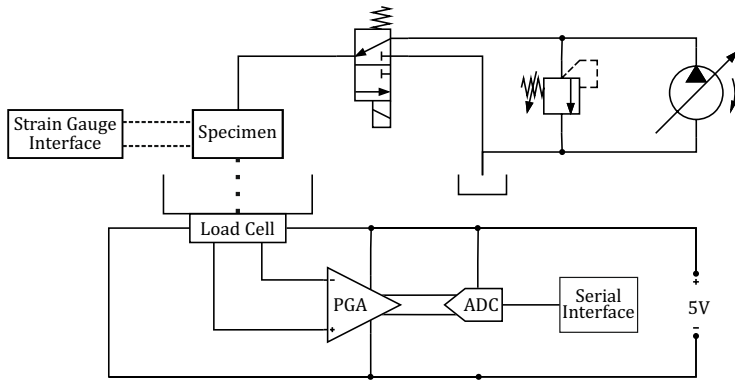 Strain Gauge
Interface
Specimen
Load Cell
PGA
ADC
Serial
Interface
+
5V
−
−
+